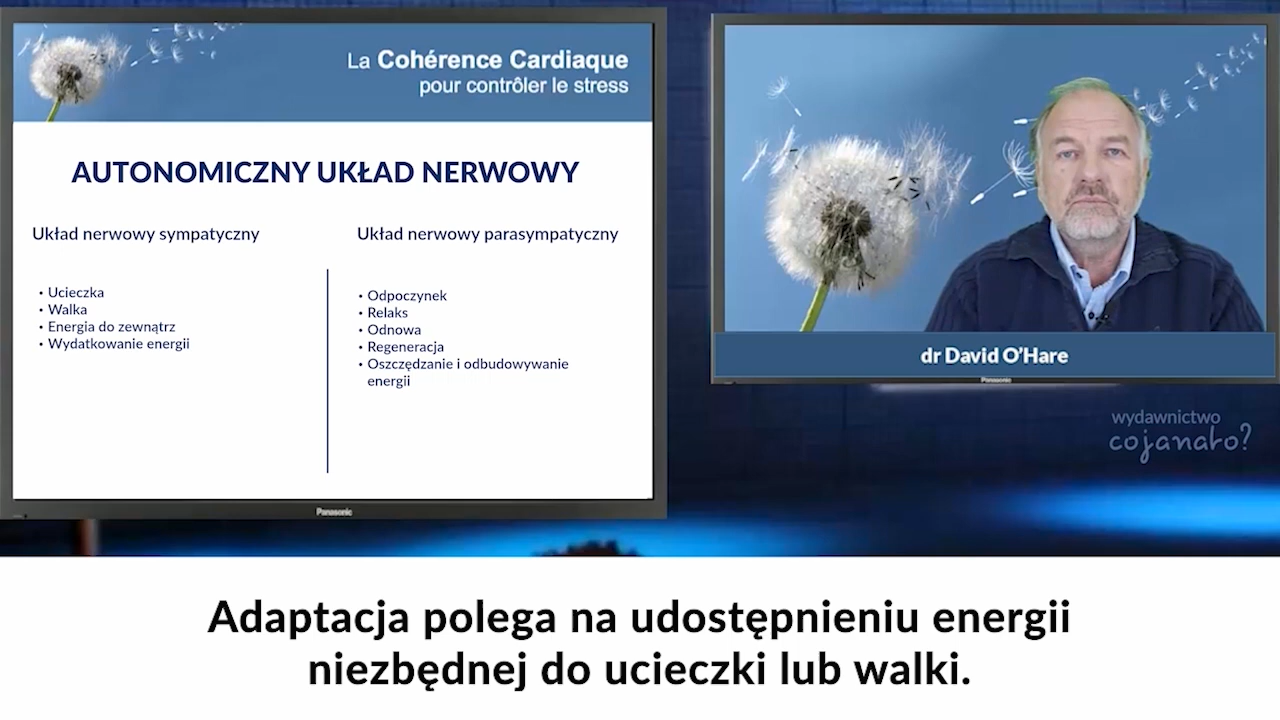 La Cohérence Cardiaque
pour contrôler le stress
AUTONOMICZNY UKŁAD NERWOWY
Układ nerwowy sympatyczny
• Ucieczka
• Walka
• Energia do zewnątrz
• Wydatkowanie energii
Układ nerwowy parasympatyczny
• Odpoczynek
• Relaks
• Odnowa
• Regeneracja
• Oszczędzanie i odbudowywanie
energii
Panasonic
dr David O'Hare
Panasonic
wydawnictwo
cojanato?
Adaptacja polega na udostępnieniu energii
niezbędnej do ucieczki lub walki.